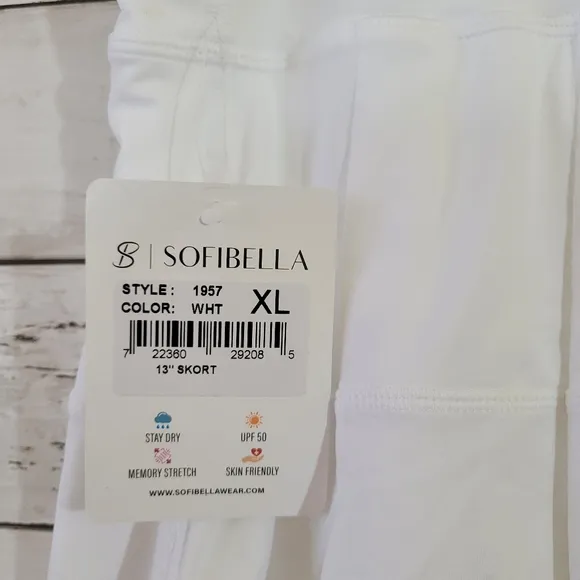 B | SOFIBELLA
STYLE: 1957
COLOR: WHT XL
7 22360 29208 5
13" SKORT
STAY DRY UPF 50
MEMORY STRETCH SKIN FRIENDLY
WWW.SOFIBELLAWEAR.COM